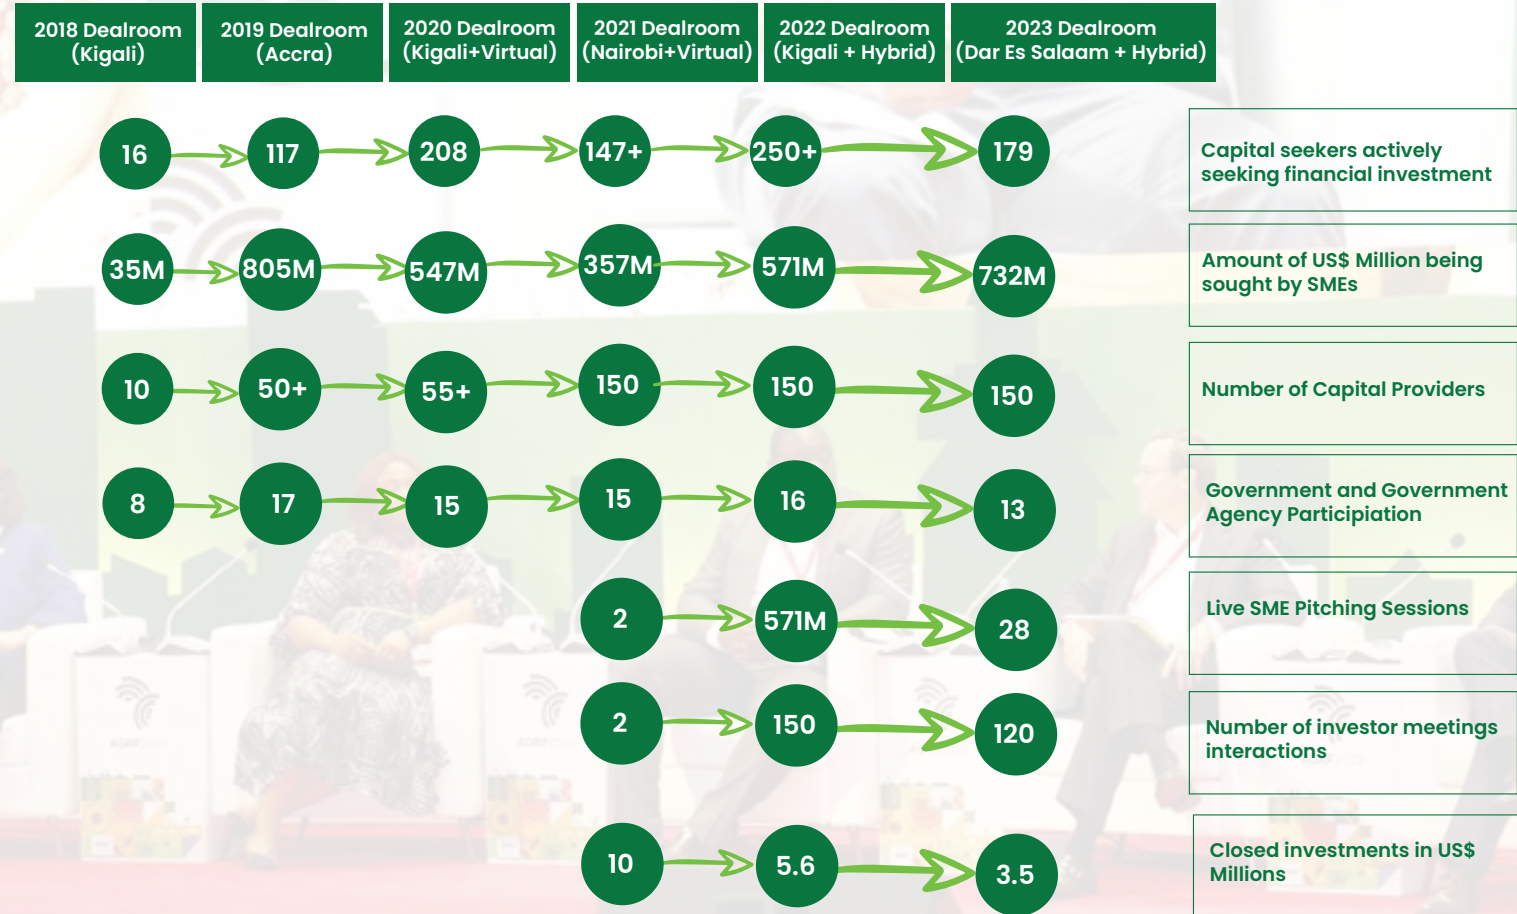 2018 Dealroom
(Kigali)
2019 Dealroom
(Accra)
2020 Dealroom
(Kigali+Virtual)
2021 Dealroom
(Nairobi+Virtual)
2022 Dealroom
(Kigali + Hybrid)
2023 Dealroom
(Dar Es Salaam + Hybrid)
16
117
208
147+
250+
179
Capital seekers actively
seeking financial investment
35M
805M
547M
357M
571M
732M
Amount of US$ Million being
sought by SMEs
10
50+
55+
150
150
150
Number of Capital Providers
8
17
15
15
16
13
Government and Government
Agency Participiation
2
571M
28
Live SME Pitching Sessions
2
150
120
Number of investor meetings
interactions
10
5.6
3.5
Closed investments in US$
Millions